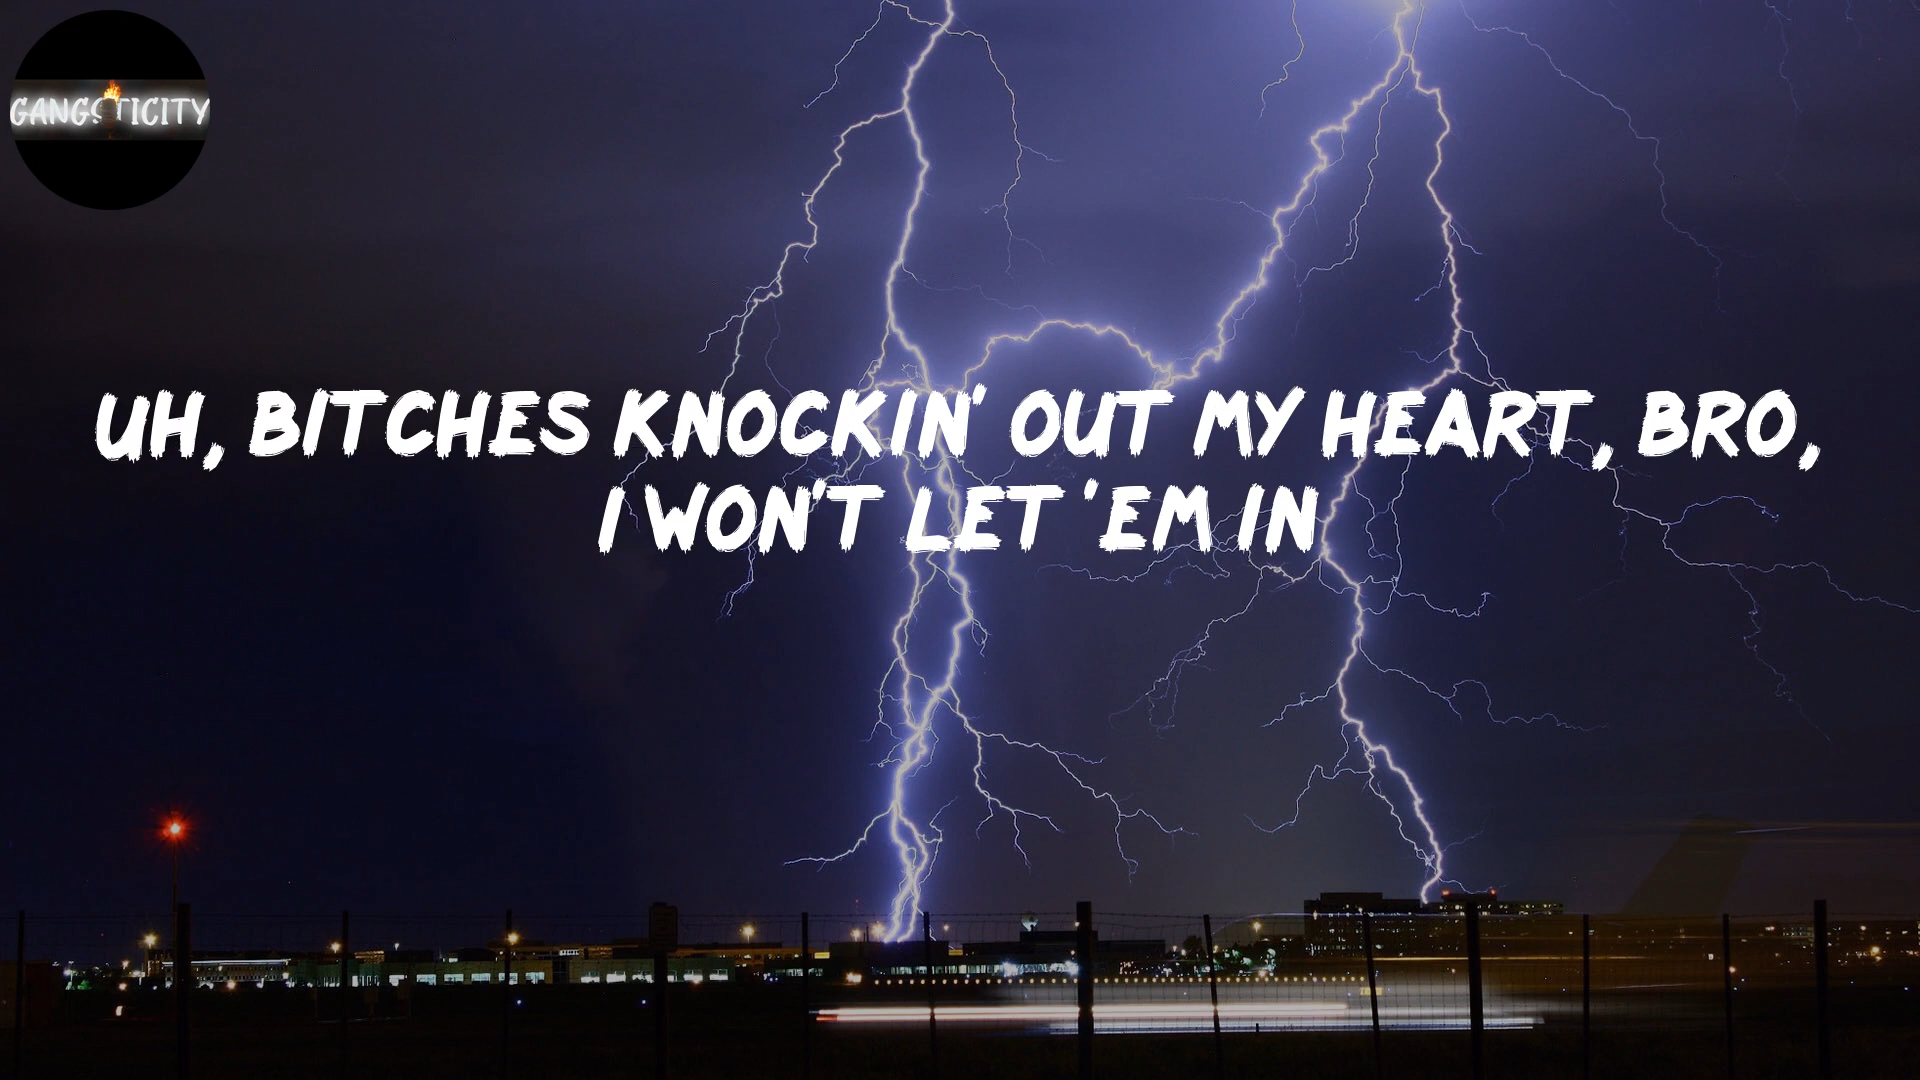 GANGSTICITY
UH, BITCHES KNOCKIN' OUT MY HEART, BRO,
I WON'T LET 'EM IN